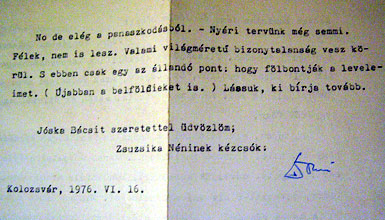 No de elég a panaszkodásból. - Nyári tervünk még semmi.
Félek, nem is lesz. Valami világméretű bizonytalanság vesz kö-
rül. S ebben csak egy az állandó pont: hogy fölbontják a levele-
imet. ( Újabban a belföldieket is. ) Lássuk, ki bírja tovább.
Jóska Bácsit szeretettel üdvözlöm;
Zsuzsika Néninek kézcsók:
Kolozsvár, 1976. VI. 16.